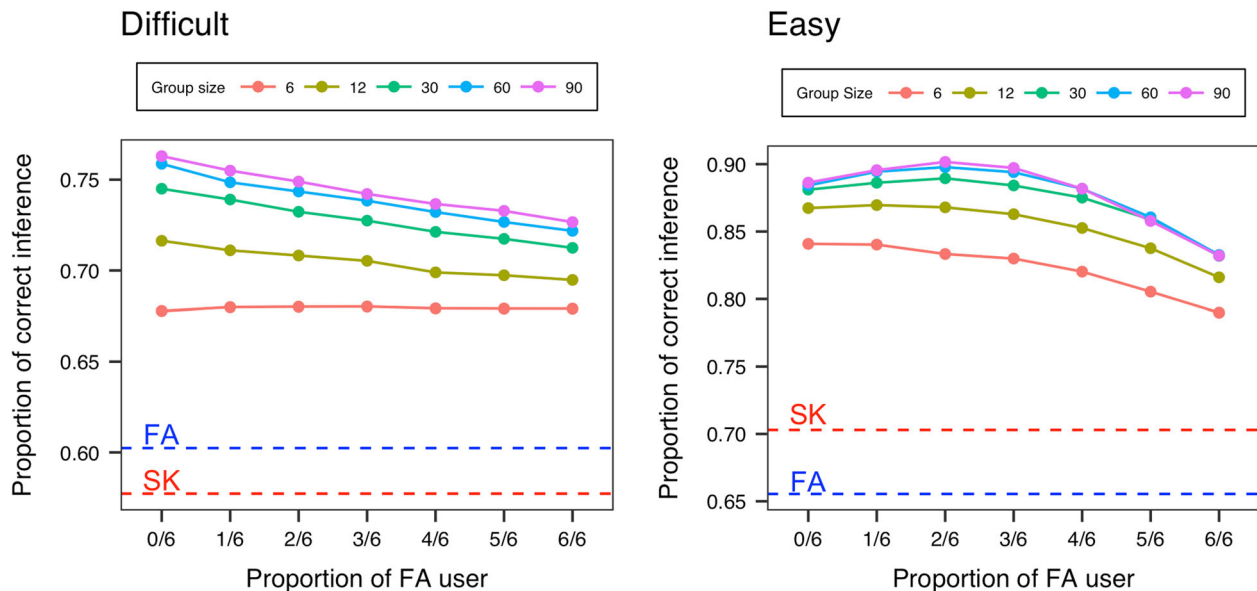 Difficult
Group size 6 12 30 60 90
Proportion of correct inference
0.75
0.70
0.65
0.60
FA
SK
0/6 1/6 2/6 3/6 4/6 5/6 6/6
Proportion of FA user
Easy
Group Size 6 12 30 60 90
Proportion of correct inference
0.90
0.85
0.80
0.75
0.70
0.65
SK
FA
0/6 1/6 2/6 3/6 4/6 5/6 6/6
Proportion of FA user